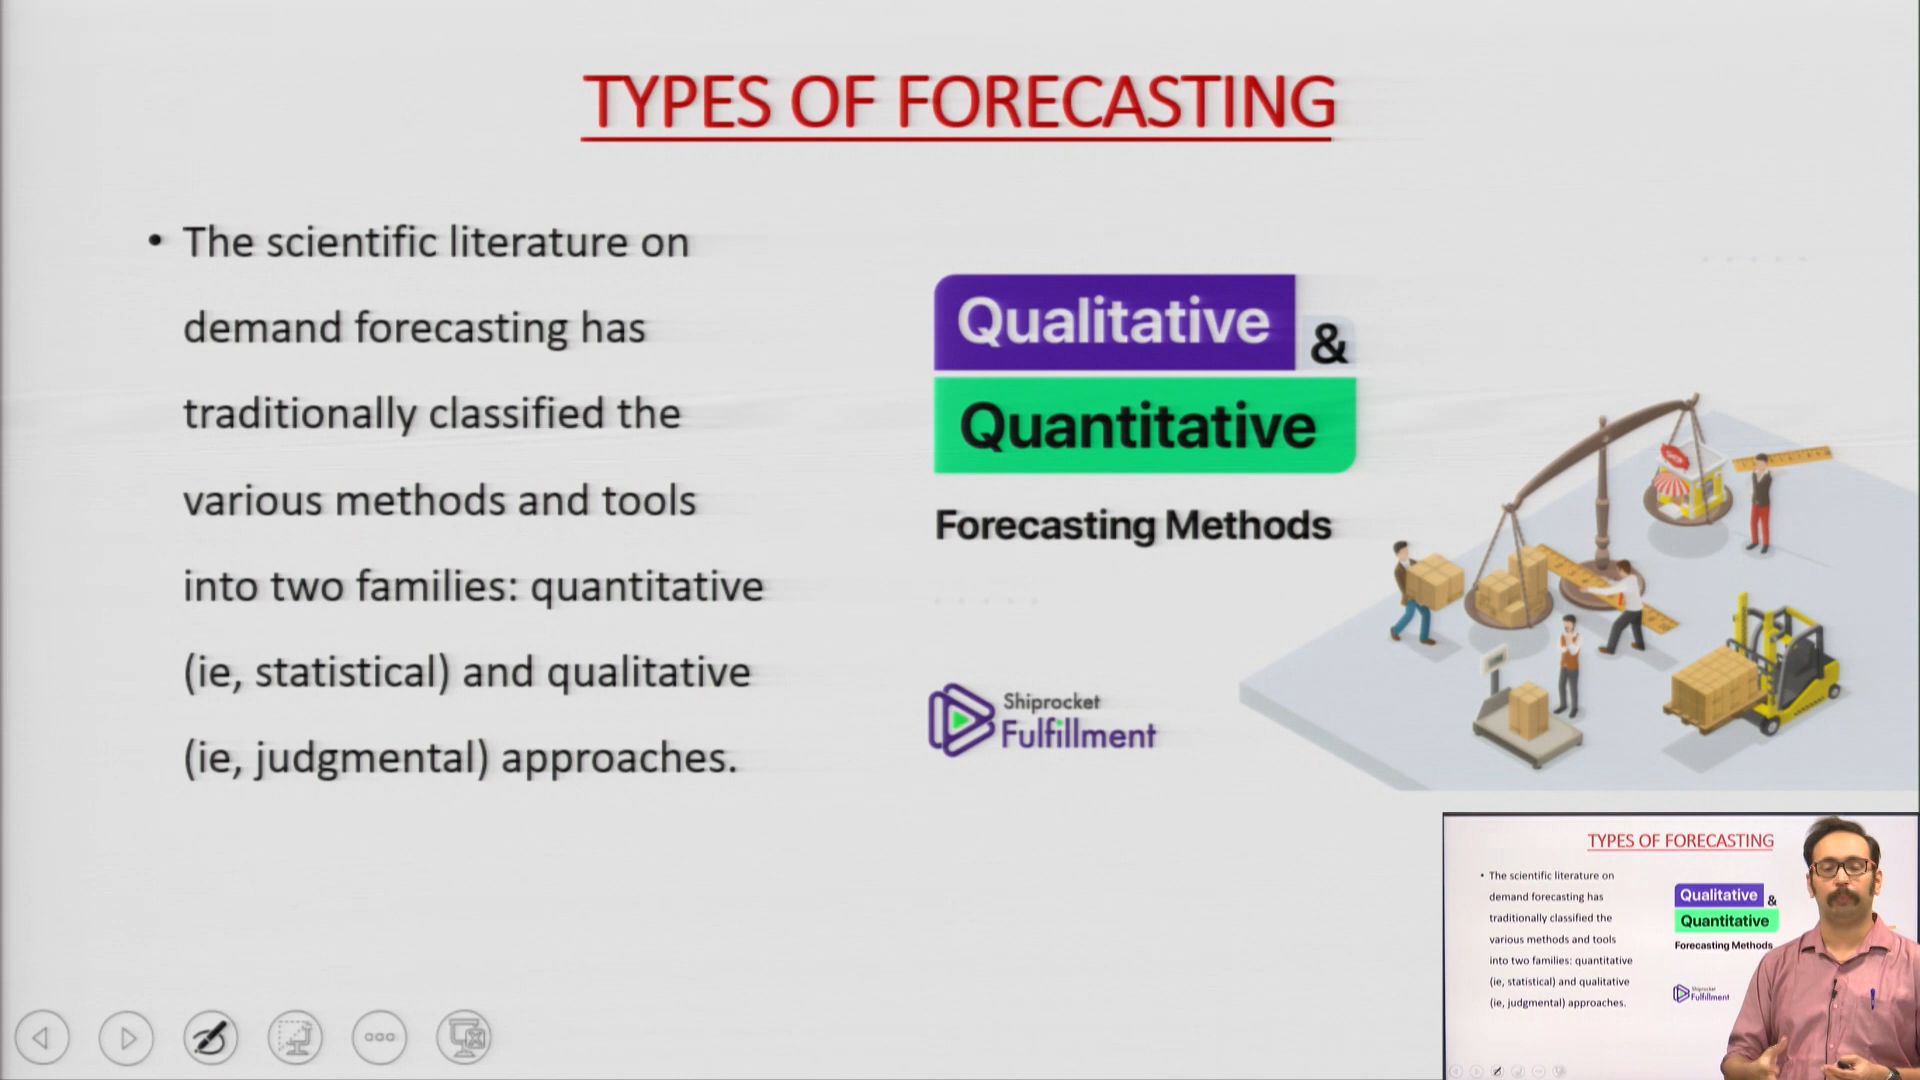 TYPES OF FORECASTING
• The scientific literature on
demand forecasting has
traditionally classified the
various methods and tools
into two families: quantitative
(ie, statistical) and qualitative
(ie, judgmental) approaches.
Qualitative &
Quantitative
Forecasting Methods
Shiprocket
Fulfillment
SHOP
TYPES OF FORECASTING
• The scientific literature on
demand forecasting has
traditionally classified the
various methods and tools
into two families: quantitative
(ie, statistical) and qualitative
(ie, judgmental) approaches.
Qualitative &
Quantitative
Forecasting Methods
Shiprocket
Fulfillment